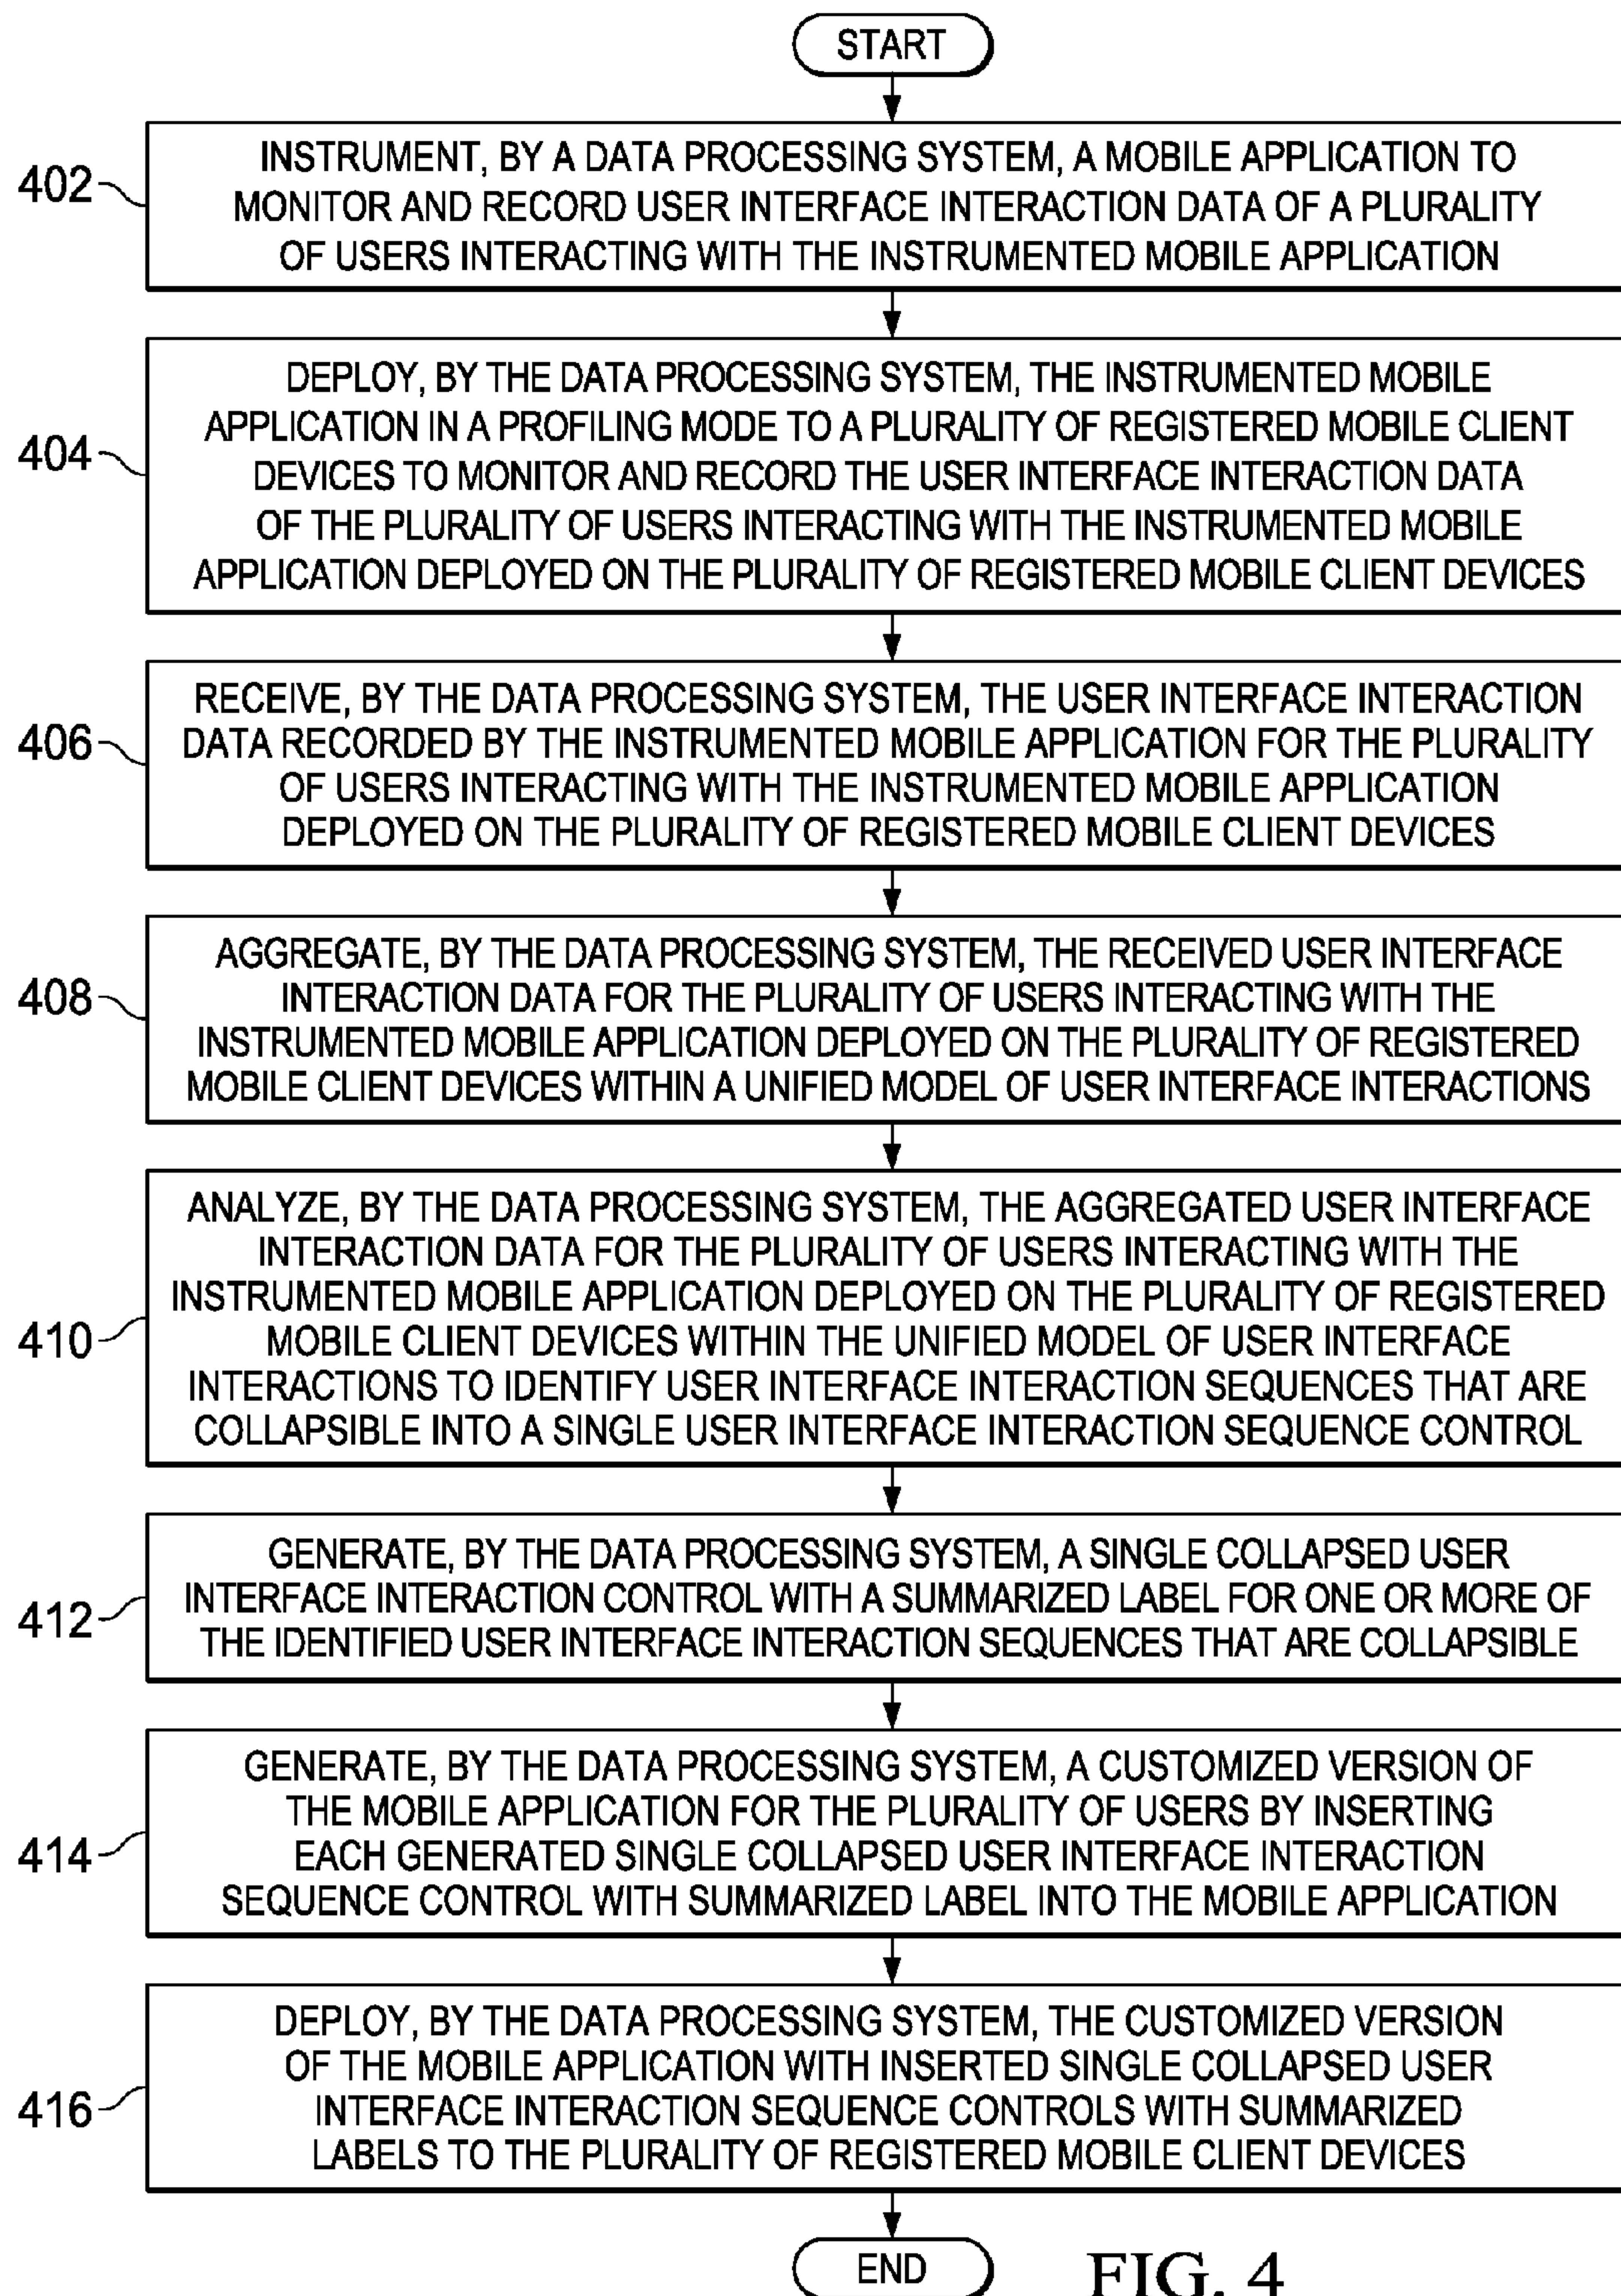 START
402
INSTRUMENT, BY A DATA PROCESSING SYSTEM, A MOBILE APPLICATION TO
MONITOR AND RECORD USER INTERFACE INTERACTION DATA OF A PLURALITY
OF USERS INTERACTING WITH THE INSTRUMENTED MOBILE APPLICATION
404
DEPLOY, BY THE DATA PROCESSING SYSTEM, THE INSTRUMENTED MOBILE
APPLICATION IN A PROFILING MODE TO A PLURALITY OF REGISTERED MOBILE CLIENT
DEVICES TO MONITOR AND RECORD THE USER INTERFACE INTERACTION DATA
OF THE PLURALITY OF USERS INTERACTING WITH THE INSTRUMENTED MOBILE
APPLICATION DEPLOYED ON THE PLURALITY OF REGISTERED MOBILE CLIENT DEVICES
406
RECEIVE, BY THE DATA PROCESSING SYSTEM, THE USER INTERFACE INTERACTION
DATA RECORDED BY THE INSTRUMENTED MOBILE APPLICATION FOR THE PLURALITY
OF USERS INTERACTING WITH THE INSTRUMENTED MOBILE APPLICATION
DEPLOYED ON THE PLURALITY OF REGISTERED MOBILE CLIENT DEVICES
408
AGGREGATE, BY THE DATA PROCESSING SYSTEM, THE RECEIVED USER INTERFACE
INTERACTION DATA FOR THE PLURALITY OF USERS INTERACTING WITH THE
INSTRUMENTED MOBILE APPLICATION DEPLOYED ON THE PLURALITY OF REGISTERED
MOBILE CLIENT DEVICES WITHIN A UNIFIED MODEL OF USER INTERFACE INTERACTIONS
410
ANALYZE, BY THE DATA PROCESSING SYSTEM, THE AGGREGATED USER INTERFACE
INTERACTION DATA FOR THE PLURALITY OF USERS INTERACTING WITH THE
INSTRUMENTED MOBILE APPLICATION DEPLOYED ON THE PLURALITY OF REGISTERED
MOBILE CLIENT DEVICES WITHIN THE UNIFIED MODEL OF USER INTERFACE
INTERACTIONS TO IDENTIFY USER INTERFACE INTERACTION SEQUENCES THAT ARE
COLLAPSIBLE INTO A SINGLE USER INTERFACE INTERACTION SEQUENCE CONTROL
412
GENERATE, BY THE DATA PROCESSING SYSTEM, A SINGLE COLLAPSED USER
INTERFACE INTERACTION CONTROL WITH A SUMMARIZED LABEL FOR ONE OR MORE OF
THE IDENTIFIED USER INTERFACE INTERACTION SEQUENCES THAT ARE COLLAPSIBLE
414
GENERATE, BY THE DATA PROCESSING SYSTEM, A CUSTOMIZED VERSION OF
THE MOBILE APPLICATION FOR THE PLURALITY OF USERS BY INSERTING
EACH GENERATED SINGLE COLLAPSED USER INTERFACE INTERACTION
SEQUENCE CONTROL WITH SUMMARIZED LABEL INTO THE MOBILE APPLICATION
416
DEPLOY, BY THE DATA PROCESSING SYSTEM, THE CUSTOMIZED VERSION
OF THE MOBILE APPLICATION WITH INSERTED SINGLE COLLAPSED USER
INTERFACE INTERACTION SEQUENCE CONTROLS WITH SUMMARIZED
LABELS TO THE PLURALITY OF REGISTERED MOBILE CLIENT DEVICES
END
FIG. 4